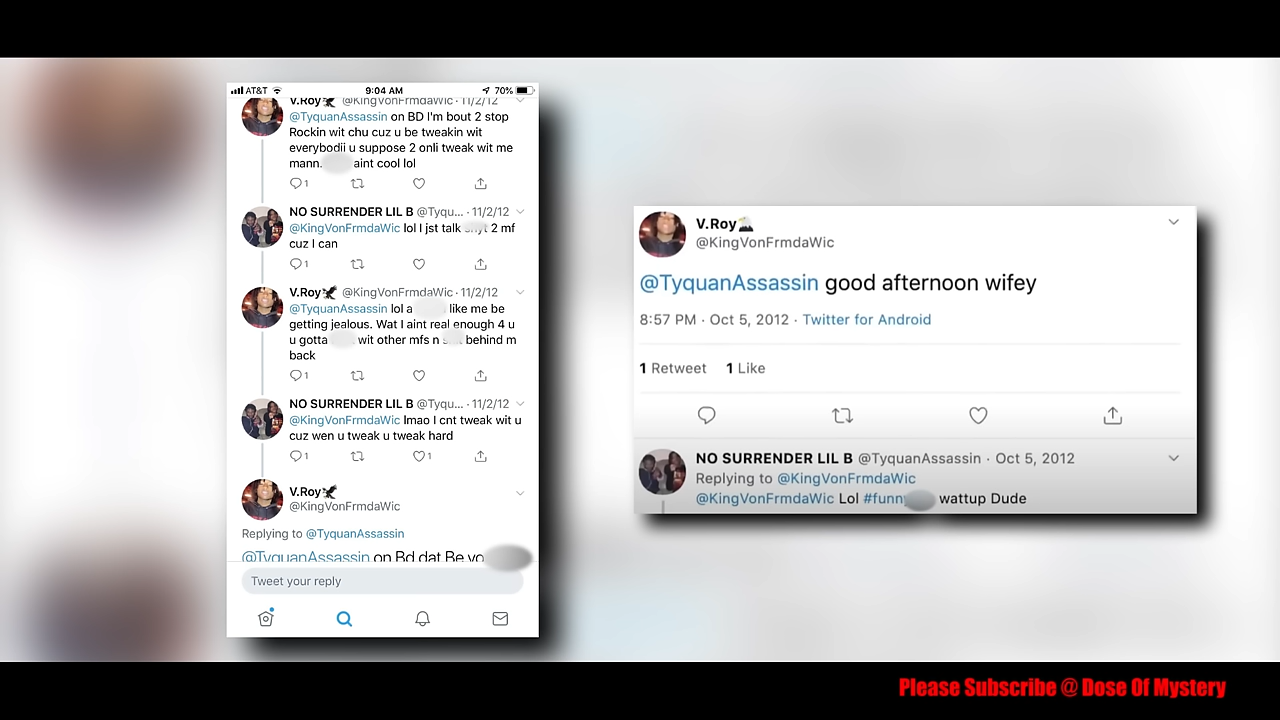 AT&T 9:04 AM 70%
V.Roy @KingVonFrmdaWic · 11/2/12
@TyquanAssassin on BD I'm bout 2 stop
Rockin wit chu cuz u be tweakin wit
everybodii u suppose 2 onli tweak wit me
mann. aint cool lol
1
NO SURRENDER LIL B @Tyqu... · 11/2/12
@KingVonFrmdaWic lol I jst talk 2 mf
cuz I can
1
V.Roy @KingVonFrmdaWic · 11/2/12
@TyquanAssassin lol a like me be
getting jealous. Wat I aint real enough 4 u
u gotta wit other mfs n behind m
back
1
NO SURRENDER LIL B @Tyqu... · 11/2/12
@KingVonFrmdaWic lmao I cnt tweak wit u
cuz wen u tweak u tweak hard
1 1
V.Roy
@KingVonFrmdaWic
Replying to @TyquanAssassin
@TyquanAssassin on Bd dat Be yo
Tweet your reply
V.Roy
@KingVonFrmdaWic
@TyquanAssassin good afternoon wifey
8:57 PM · Oct 5, 2012 · Twitter for Android
1 Retweet 1 Like
NO SURRENDER LIL B @TyquanAssassin · Oct 5, 2012
Replying to @KingVonFrmdaWic
@KingVonFrmdaWic Lol #funn wattup Dude
Please Subscribe @ Dose Of Mystery